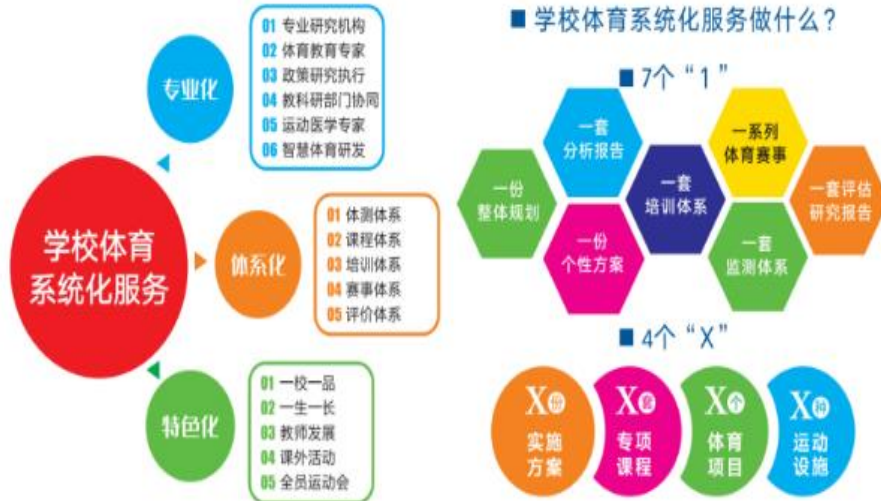 学校体育
系统化服务
专业化
01 专业研究机构
02 体育教育专家
03 政策研究执行
04 教科研部门协同
05 运动医学专家
06 智慧体育研发
体系化
01 体测体系
02 课程体系
03 培训体系
04 赛事体系
05 评价体系
特色化
01 一校一品
02 一生一长
03 教师发展
04 课外活动
05 全员运动会
■ 学校体育系统化服务做什么？
■ 7个“1”
一份
整体规划
一套
分析报告
一份
个性方案
一套
培训体系
一系列
体育赛事
一套
监测体系
一套评估
研究报告
■ 4个“X”
X份
实施
方案
X套
专项
课程
X个
体育
项目
X种
运动
设施